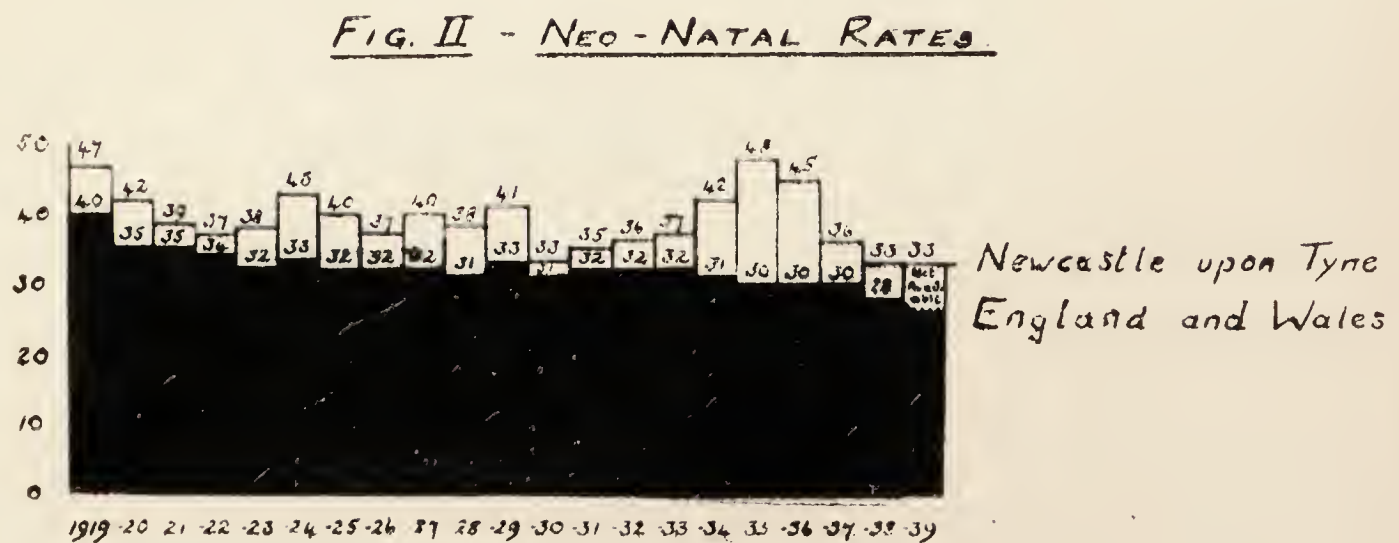 FIG. II - NEO-NATAL RATES.
50
40
30
20
10
0
47 42 39 37 38 40 37 40 38 41 33 35 36 37 42 48 45 36 33 33
40 35 35 34 32 33 32 32 32 31 33 31 32 32 32 31 30 30 30 28 Not Avail able
Newcastle upon Tyne
England and Wales
1919 -20 21 -22 -23 -24 -25 -26 27 28 -29 -30 -31 -32 -33 -34 35 -36 -37 -38 -39